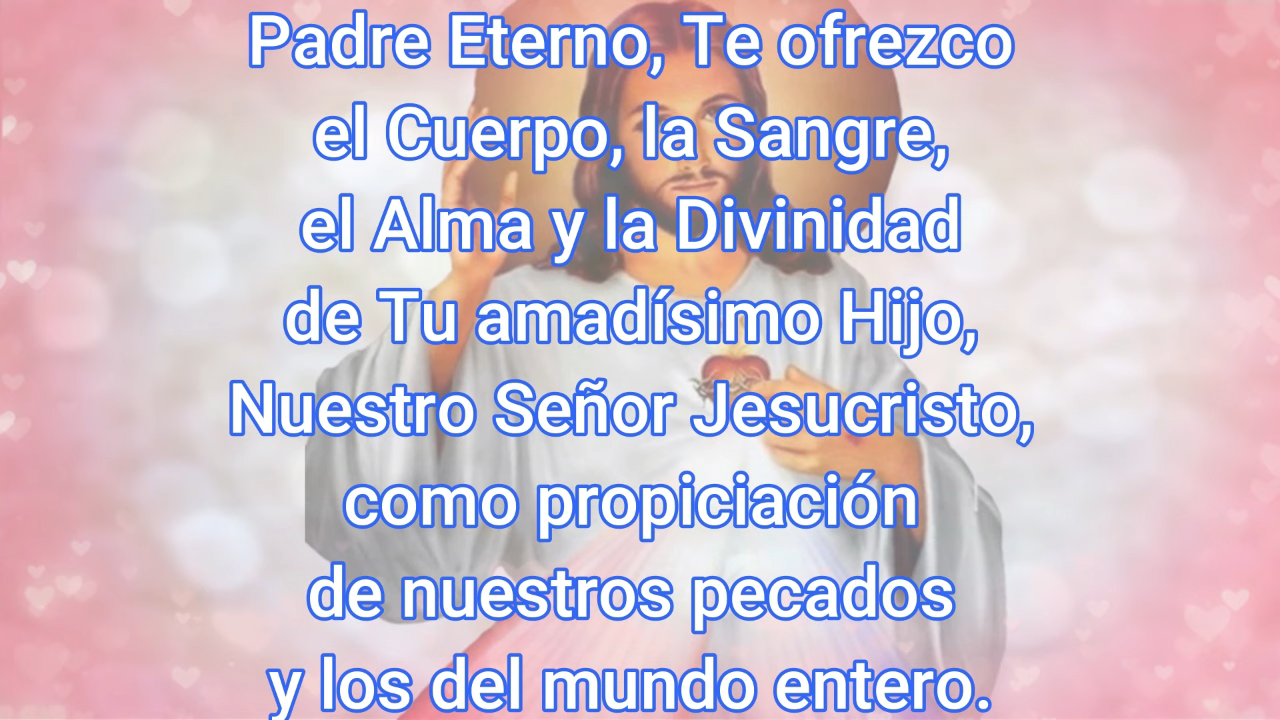 Padre Eterno, Te ofrezco
el Cuerpo, la Sangre,
el Alma y la Divinidad
de Tu amadísimo Hijo,
Nuestro Señor Jesucristo,
como propiciación
de nuestros pecados
y los del mundo entero.